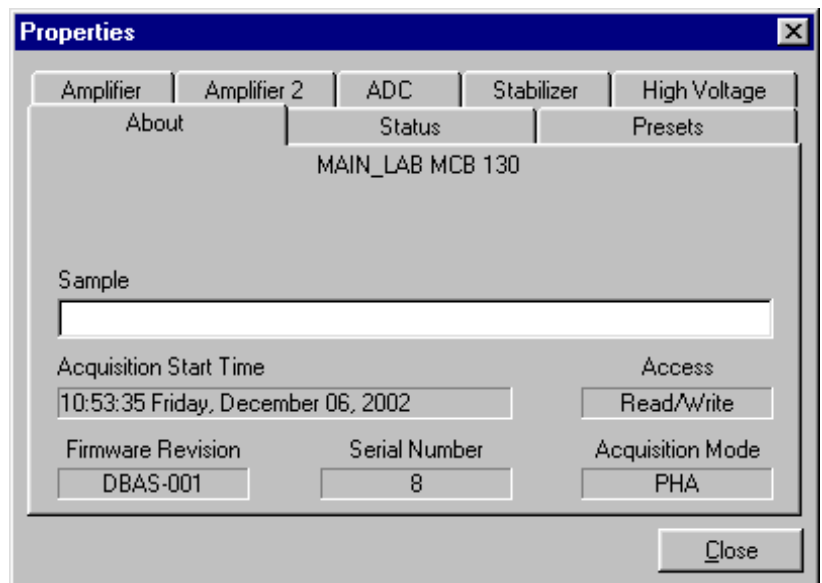 Properties
Amplifier Amplifier 2 ADC Stabilizer High Voltage
About Status Presets
MAIN_LAB MCB 130
Sample
Acquisition Start Time Access
10:53:35 Friday, December 06, 2002 Read/Write
Firmware Revision Serial Number Acquisition Mode
DBAS-001 8 PHA
Close